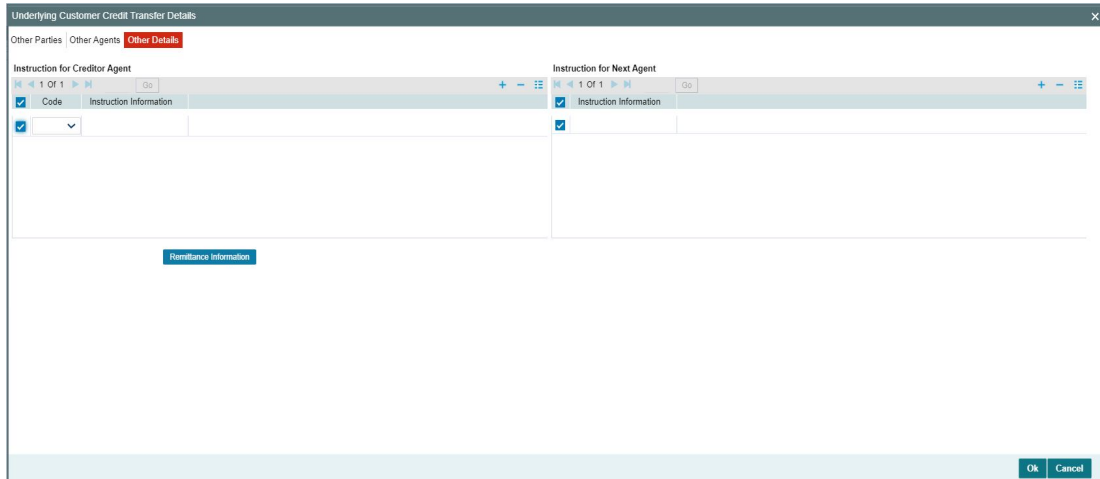 Underlying Customer Credit Transfer Details
Other Parties Other Agents Other Details
Instruction for Creditor Agent
1 Of 1 Go
Code Instruction Information
Instruction for Next Agent
1 Of 1 Go
Instruction Information
Remittance Information
Ok Cancel